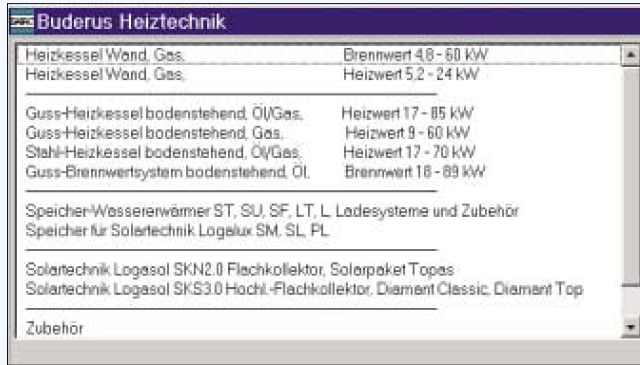 Buderus Heiztechnik
Heizkessel Wand, Gas, Brennwert 4,8 - 60 kW
Heizkessel Wand, Gas, Heizwert 5,2 - 24 kW
Guss-Heizkessel bodenstehend, Öl/Gas, Heizwert 17 - 85 kW
Guss-Heizkessel bodenstehend, Gas, Heizwert 9 - 60 kW
Stahl-Heizkessel bodenstehend, Öl/Gas, Heizwert 17 - 70 kW
Guss-Brennwertsystem bodenstehend, Öl, Brennwert 18 - 89 kW
Speicher-Wassererwärmer ST, SU, SF, LT, L, Ladesysteme und Zubehör
Speicher für Solartechnik Logalux SM, SL, PL
Solartechnik Logasol SKN2.0 Flachkollektor, Solarpaket Topas
Solartechnik Logasol SKS3.0 Hochl.-Flachkollektor, Diamant Classic, Diamant Top
Zubehör